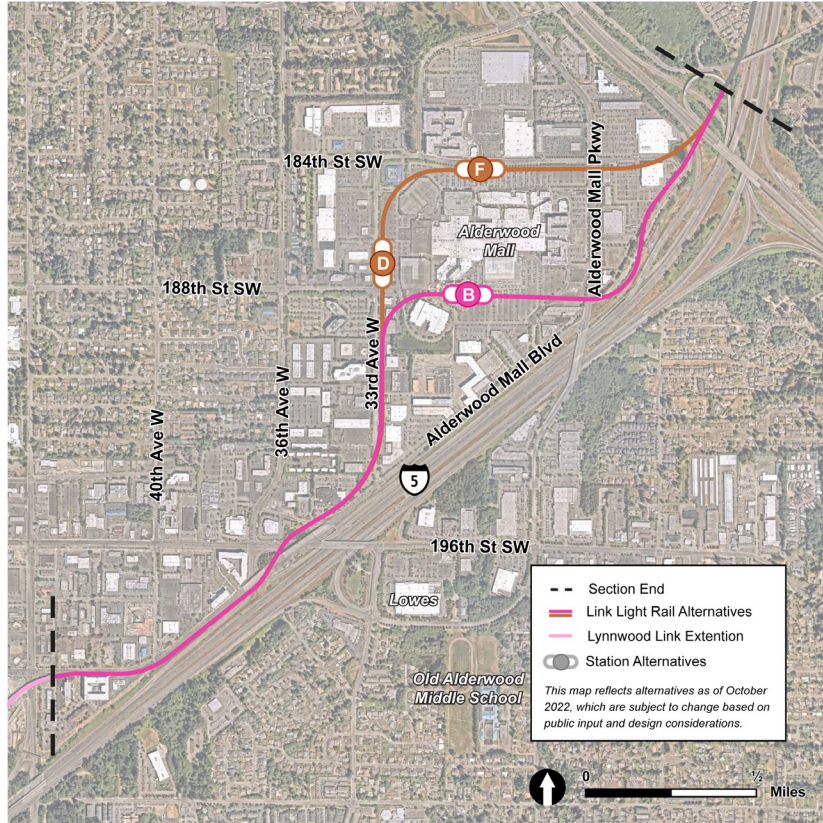 184th St SW
F
Alderwood Mall Pkwy
Alderwood
Mall
D
188th St SW
B
33rd Ave W
Alderwood Mall Blvd
36th Ave W
40th Ave W
5
196th St SW
Lowes
Old Alderwood
Middle School
Section End
Link Light Rail Alternatives
Lynnwood Link Extention
Station Alternatives
This map reflects alternatives as of October
2022, which are subject to change based on
public input and design considerations.
0
½
Miles